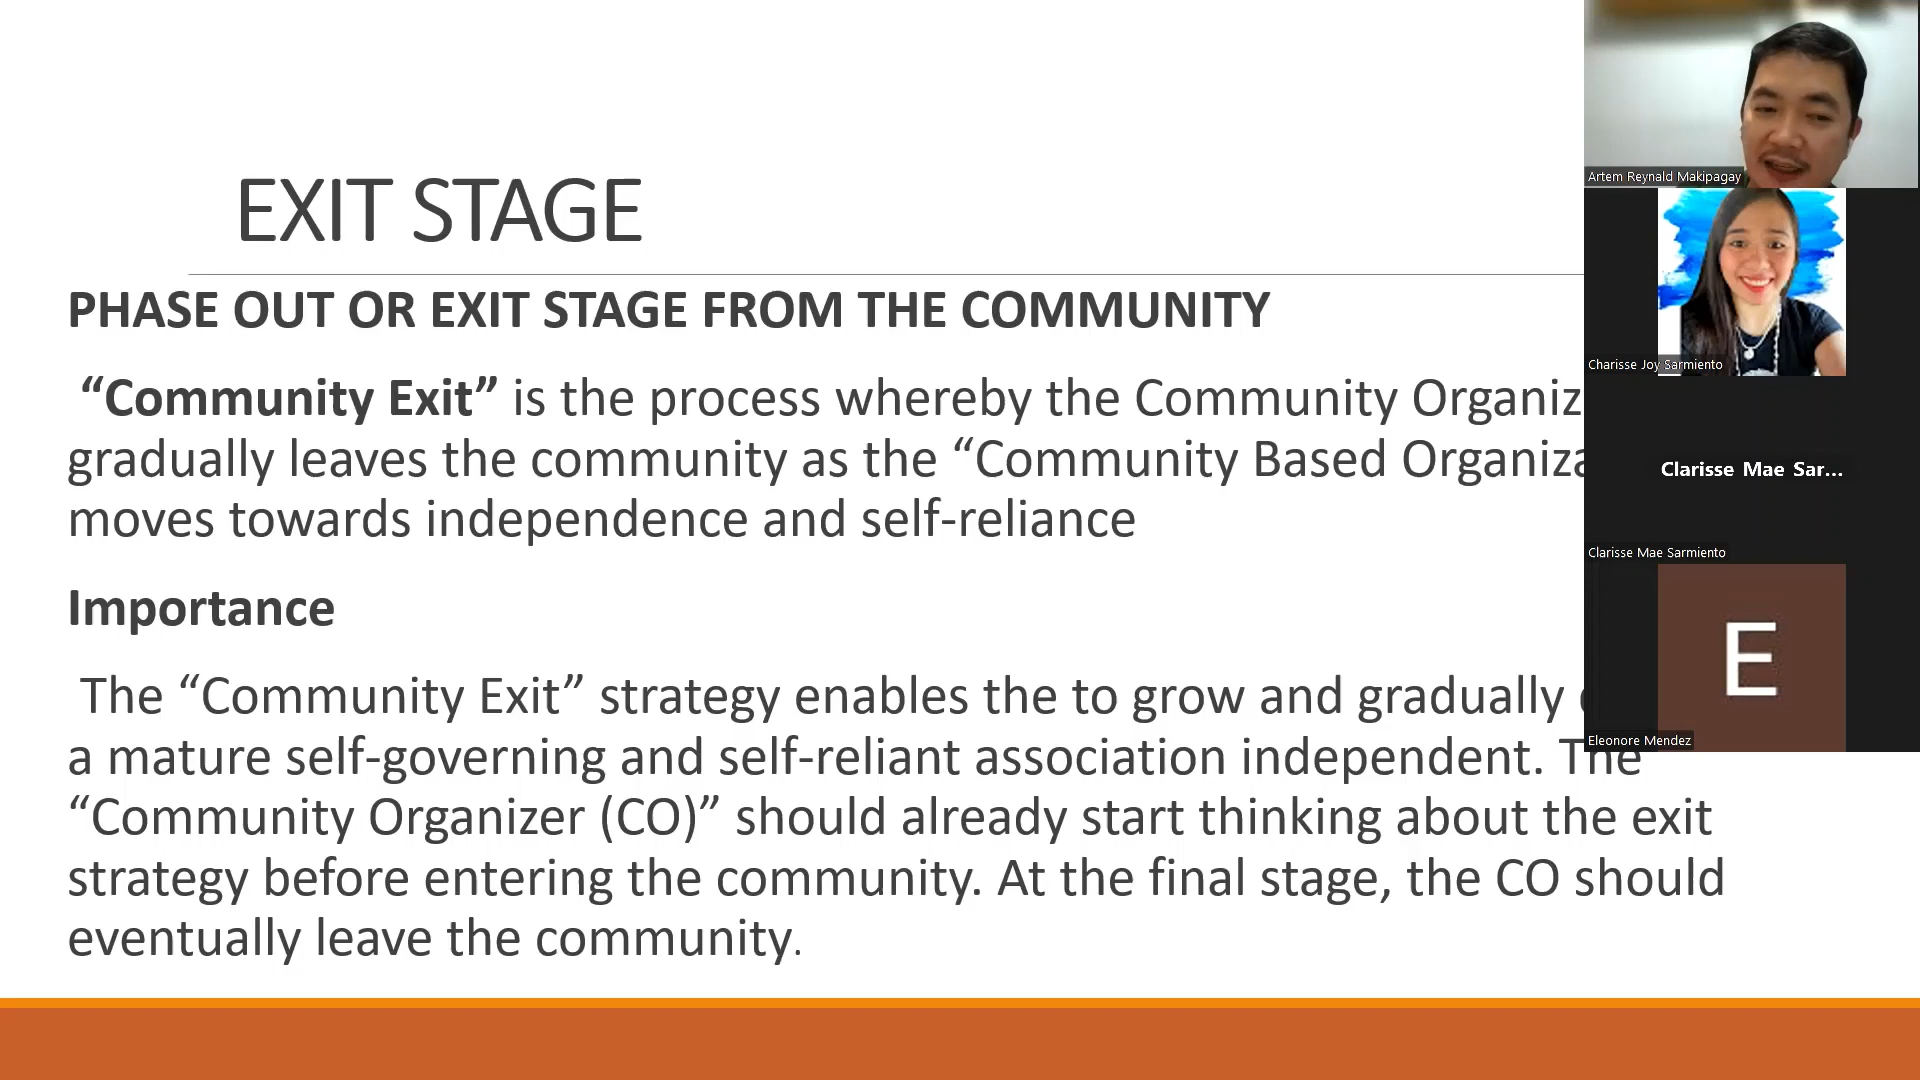 EXIT STAGE
PHASE OUT OR EXIT STAGE FROM THE COMMUNITY
“Community Exit” is the process whereby the Community Organiz
gradually leaves the community as the “Community Based Organiza
moves towards independence and self-reliance
Importance
The “Community Exit” strategy enables the to grow and gradually
a mature self-governing and self-reliant association independent. The
“Community Organizer (CO)” should already start thinking about the exit
strategy before entering the community. At the final stage, the CO should
eventually leave the community.
Artem Reynald Makipagay
Charisse Joy Sarmiento
Clarisse Mae Sar...
Clarisse Mae Sarmiento
E
Eleonore Mendez